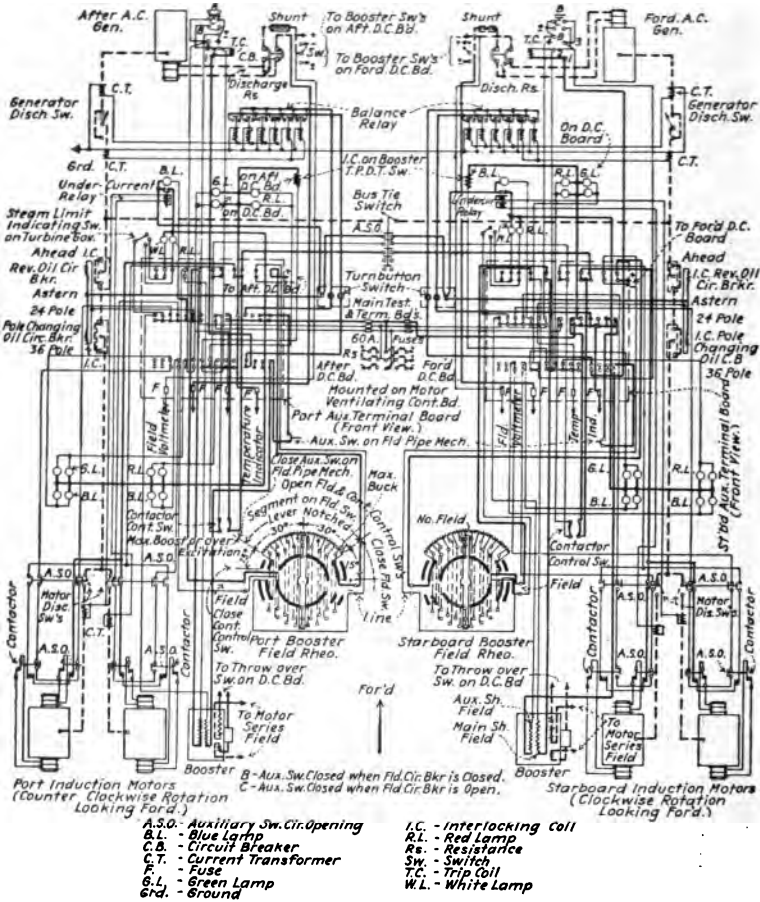 After A.C. Gen.
B
B
T.C.
C.B.
Shunt
To Booster Sw's on Aft. D.C. B'd.
Sw.
To Booster Sw's on Ford. D.C. Bd.
Shunt
B
T.C.
Ford. A.C. Gen.
C.T.
Discharge Rs
Disch. Rs.
C.T.
Generator Disch. Sw.
Balance Relay
Generator Disch. Sw.
On D.C. Board
Grd.
C.T.
C.T.
B.L.
G.L.
on Aft D.C. Bd
I.C. on Booster T.P.D.T. Sw.
B.L.
R.L.
G.L.
Under-Current Relay
R.L.
on D.C. Bd.
Bus Tie Switch
Undercur. Relay
Steam Limit Indicating Sw. on Turbine Gov.
W.L.
R.L.
A.S.O.
R.L.
To For'd D.C. Board
Ahead
I.C.
Rev. Oil Cir Bkr.
Astern
24 Pole
Pole Changing Oil Circ. Bkr.
36 Pole
I.C.
To Aft. D.C. Bd
Turnbutton Switch
Main Test & Term. Bd's.
60 A.
Fuses
Rs
After D.C. Bd.
For'd D.C. Bd.
Ahead
I.C. Rev. Oil Cir. Brkr.
Astern
24 Pole
I.C. Pole Changing Oil C.B
36 Pole
F
F
F
F
Mounted on Motor Ventilating Cont. Bd.
F
F
F
Port Aux. Terminal Board (Front View.)
Aux. Sw. on Fld Pipe Mech.
Field Voltmeter
Temperature Indicator
Fld. Voltmeter
Temp. Ind.
St'b'd Aux. Terminal Board (Front View.)
G.L.
R.L.
B.L.
B.L.
Close Aux. Sw. on Fld. Pipe Mech.
Open Fld. & Cont. Control Sw's
Max. Buck
G.L.
R.L.
B.L.
B.L.
Segment on Fld. Sw. Lever Notched
Contactor Cont. Sw.
Max. Boost or over Excitation
30°
30°
15°
Close Fld Sw.
No. Field
Contactor Control Sw.
Field
Field
Close Cont. Control Sw.
Line
Port Booster Field Rheo.
Starboard Booster Field Rheo.
A.S.O.
A.S.O.
Motor Disc. Sw's
C.T.
Contactor
Contactor
A.S.O.
A.S.O.
A.S.O.
A.S.O.
Motor Dis. Sw's
Contactor
Contactor
A.S.O.
A.S.O.
To Throw over Sw. on D.C. Bd.
To Motor Series Field
Booster
For'd
To Throw over Sw. on D.C. Bd
Aux. Sh. Field
Main Sh. Field
To Motor Series Field
Booster
Port Induction Motors
(Counter Clockwise Rotation
Looking Ford.)
B-Aux. Sw. Closed when Fld. Cir. Bkr is Closed.
C-Aux. Sw. Closed when Fld. Cir. Bkr is Open.
Starboard Induction Motors
(Clockwise Rotation
Looking Ford.)
A.S.O. - Auxiliary Sw. Cir. Opening
B.L. - Blue Lamp
C.B. - Circuit Breaker
C.T. - Current Transformer
F. - Fuse
G.L. - Green Lamp
Grd. - Ground
I.C. - Interlocking Coil
R.L. - Red Lamp
Rs. - Resistance
Sw. - Switch
T.C. - Trip Coil
W.L. - White Lamp